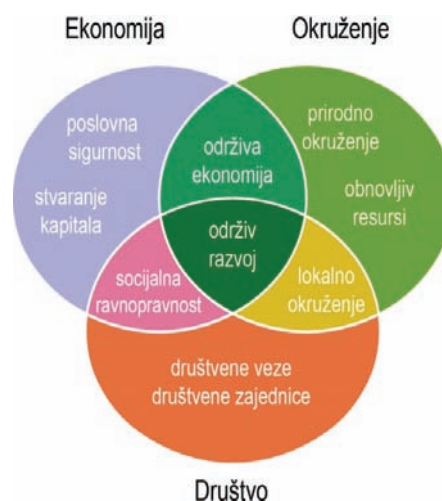 Ekonomija
Okruženje
poslovna
sigurnost
stvaranje
kapitala
održiva
ekonomija
prirodno
okruženje
obnovljiv
resursi
održiv
razvoj
socijalna
ravnopravnost
lokalno
okruženje
društvene veze
društvene zajednice
Društvo